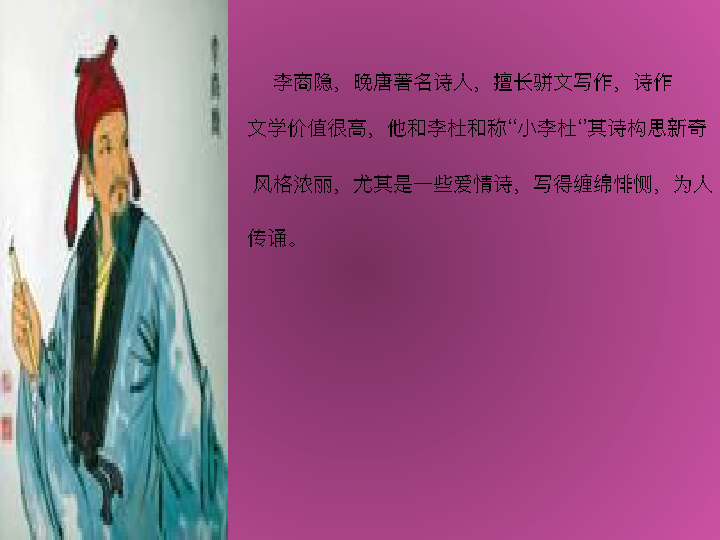 李商隐，晚唐著名诗人，擅长骈文写作，诗作
文学价值很高，他和李杜和称“小李杜”其诗构思新奇
风格浓丽，尤其是一些爱情诗，写得缠绵悱恻，为人
传诵。
李商隐